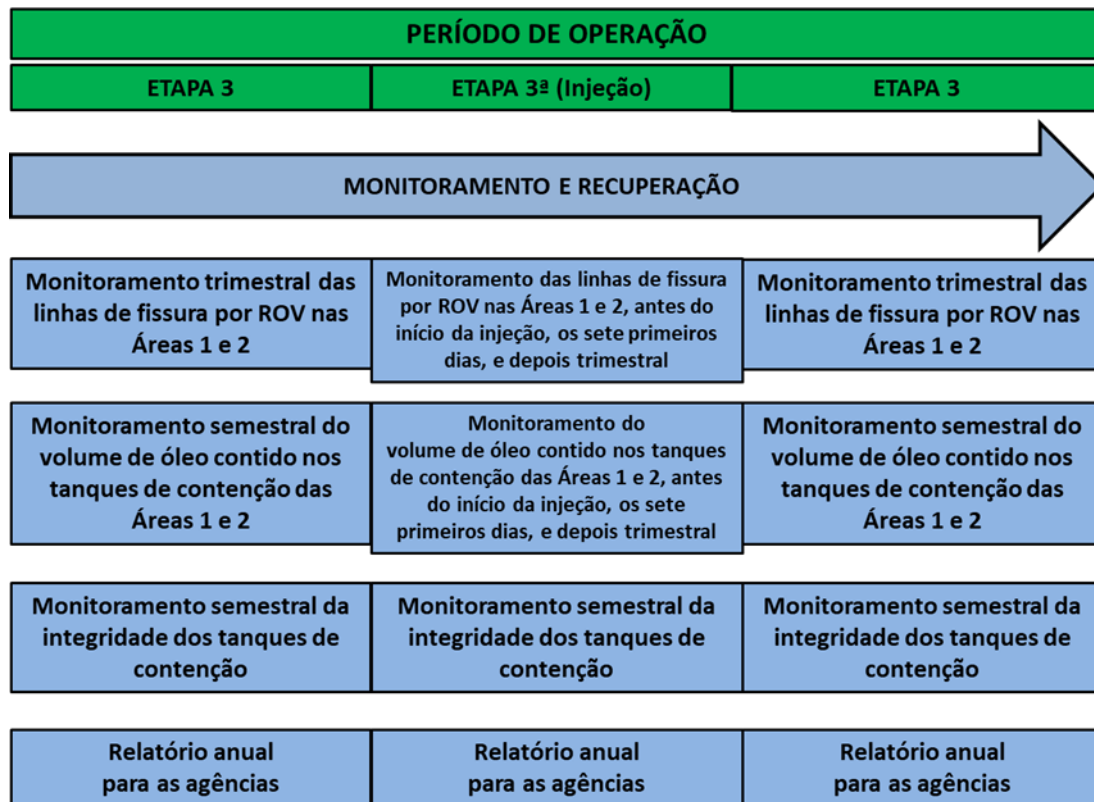 PERÍODO DE OPERAÇÃO
ETAPA 3
ETAPA 3ª (Injeção)
ETAPA 3
MONITORAMENTO E RECUPERAÇÃO
Monitoramento trimestral das
linhas de fissura por ROV nas
Áreas 1 e 2
Monitoramento das linhas de fissura
por ROV nas Áreas 1 e 2, antes do
início da injeção, os sete primeiros
dias, e depois trimestral
Monitoramento trimestral das
linhas de fissura por ROV nas
Áreas 1 e 2
Monitoramento semestral do
volume de óleo contido nos
tanques de contenção das
Áreas 1 e 2
Monitoramento do
volume de óleo contido nos tanques
de contenção das Áreas 1 e 2, antes
do início da injeção, os sete
primeiros dias, e depois trimestral
Monitoramento semestral do
volume de óleo contido nos
tanques de contenção das
Áreas 1 e 2
Monitoramento semestral da
integridade dos tanques de
contenção
Monitoramento semestral da
integridade dos tanques de
contenção
Monitoramento semestral da
integridade dos tanques de
contenção
Relatório anual
para as agências
Relatório anual
para as agências
Relatório anual
para as agências